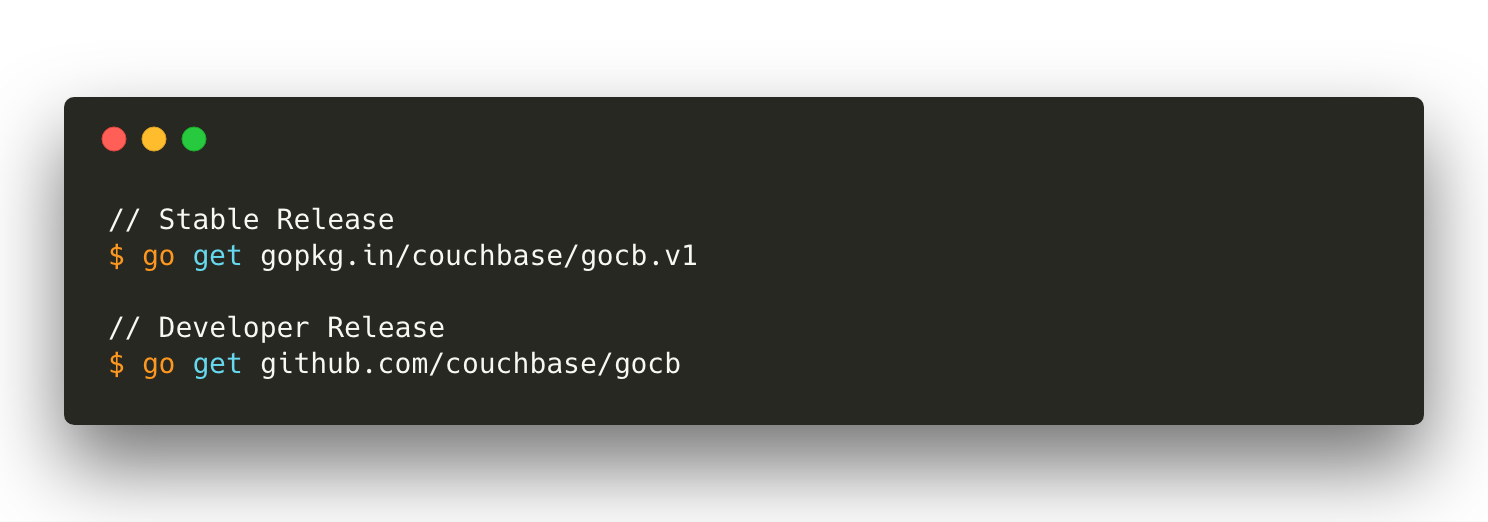 // Stable Release
$ go get gopkg.in/couchbase/gocb.v1
// Developer Release
$ go get github.com/couchbase/gocb